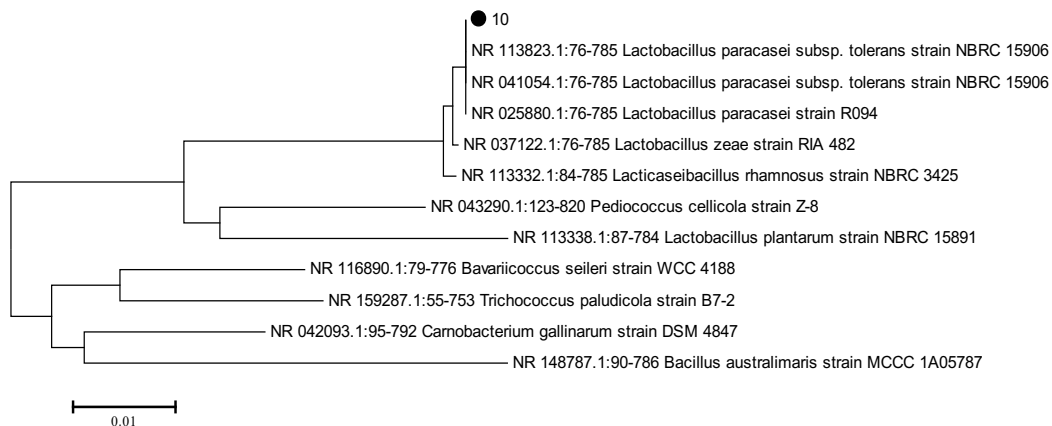 10
NR 113823.1:76-785 Lactobacillus paracasei subsp. tolerans strain NBRC 15906
NR 041054.1:76-785 Lactobacillus paracasei subsp. tolerans strain NBRC 15906
NR 025880.1:76-785 Lactobacillus paracasei strain R094
NR 037122.1:76-785 Lactobacillus zeae strain RIA 482
NR 113332.1:84-785 Lacticaseibacillus rhamnosus strain NBRC 3425
NR 043290.1:123-820 Pediococcus cellicola strain Z-8
NR 113338.1:87-784 Lactobacillus plantarum strain NBRC 15891
NR 116890.1:79-776 Bavariicoccus seileri strain WCC 4188
NR 159287.1:55-753 Trichococcus paludicola strain B7-2
NR 042093.1:95-792 Carnobacterium gallinarum strain DSM 4847
NR 148787.1:90-786 Bacillus australimaris strain MCCC 1A05787
0.01